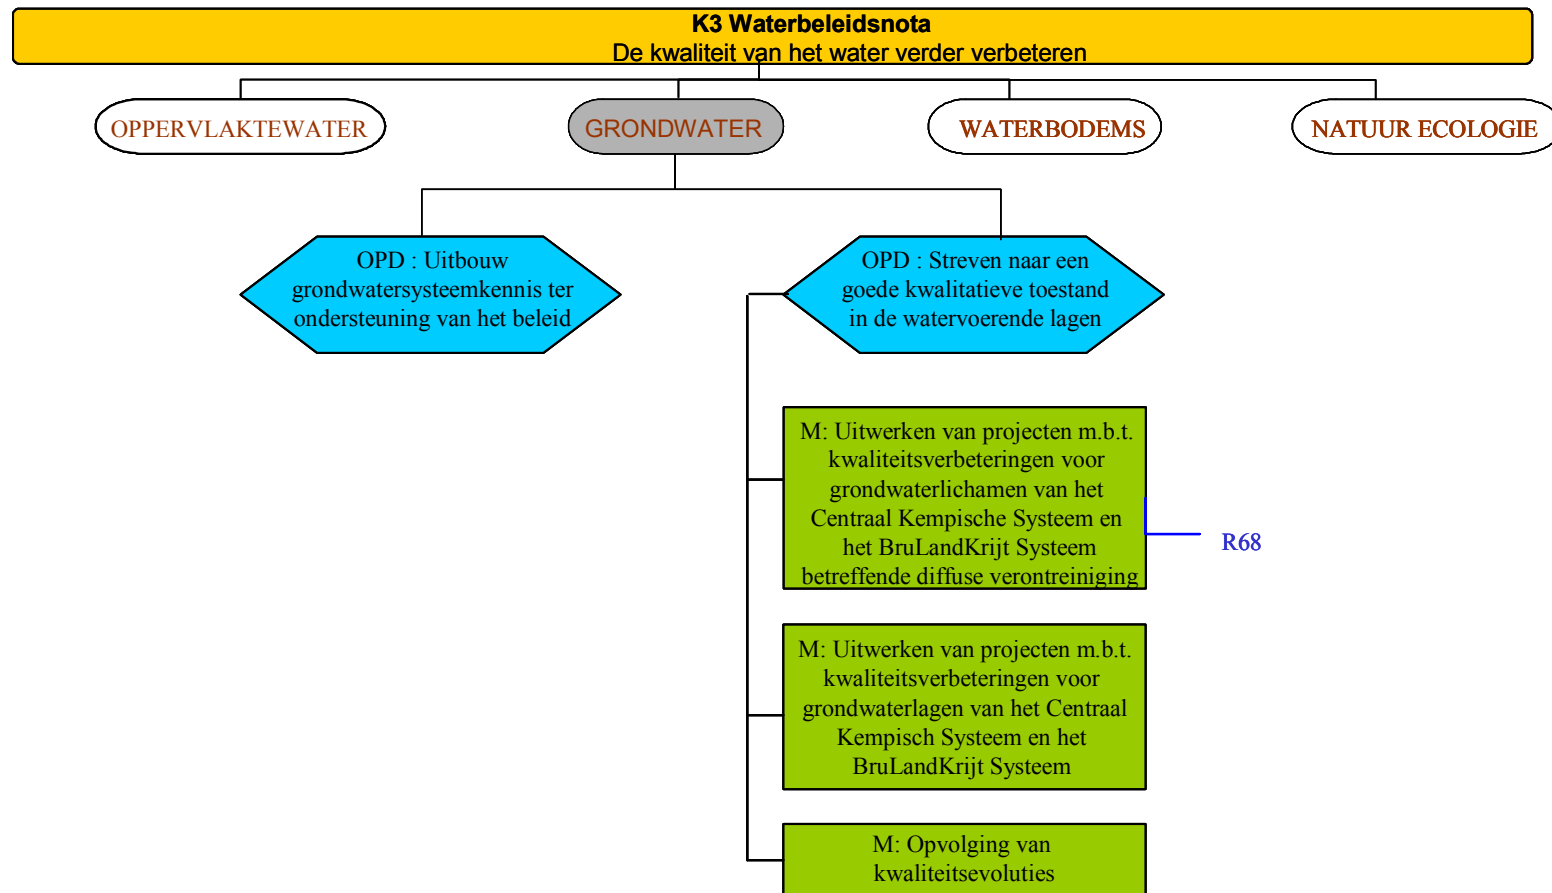 K3 Waterbeleidsnota
De kwaliteit van het water verder verbeteren
OPPERVLAKTEWATER
GRONDWATER
WATERBODEMS
NATUUR ECOLOGIE
OPD : Uitbouw
grondwatersysteemkennis ter
ondersteuning van het beleid
OPD : Streven naar een
goede kwalitatieve toestand
in de watervoerende lagen
M: Uitwerken van projecten m.b.t.
kwaliteitsverbeteringen voor
grondwaterlichamen van het
Centraal Kempische Systeem en
het BruLandKrijt Systeem
betreffende diffuse verontreiniging
R68
M: Uitwerken van projecten m.b.t.
kwaliteitsverbeteringen voor
grondwaterlagen van het Centraal
Kempisch Systeem en het
BruLandKrijt Systeem
M: Opvolging van
kwaliteitsevoluties